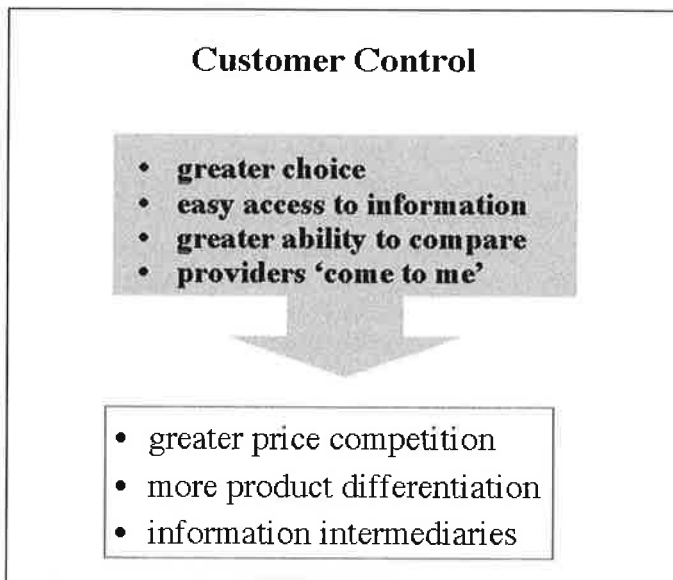 Customer Control
• greater choice
• easy access to information
• greater ability to compare
• providers ‘come to me’
• greater price competition
• more product differentiation
• information intermediaries